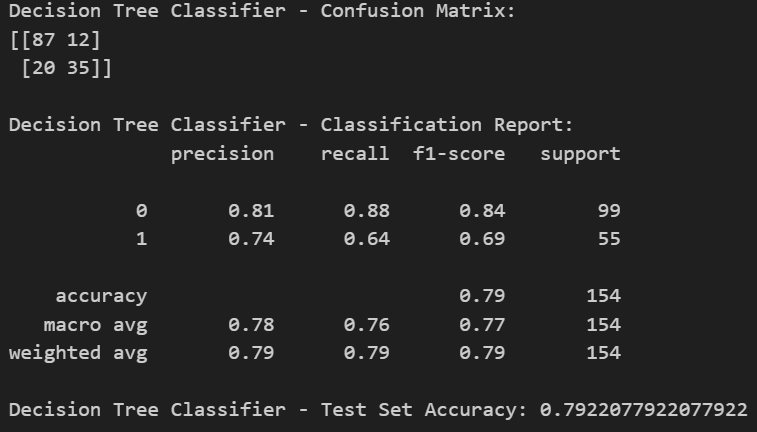 Decision Tree Classifier - Confusion Matrix:
[[87 12]
 [20 35]]
Decision Tree Classifier - Classification Report:
              precision    recall  f1-score   support
           0       0.81      0.88      0.84        99
           1       0.74      0.64      0.69        55
    accuracy                           0.79       154
   macro avg       0.78      0.76      0.77       154
weighted avg       0.79      0.79      0.79       154
Decision Tree Classifier - Test Set Accuracy: 0.7922077922077922